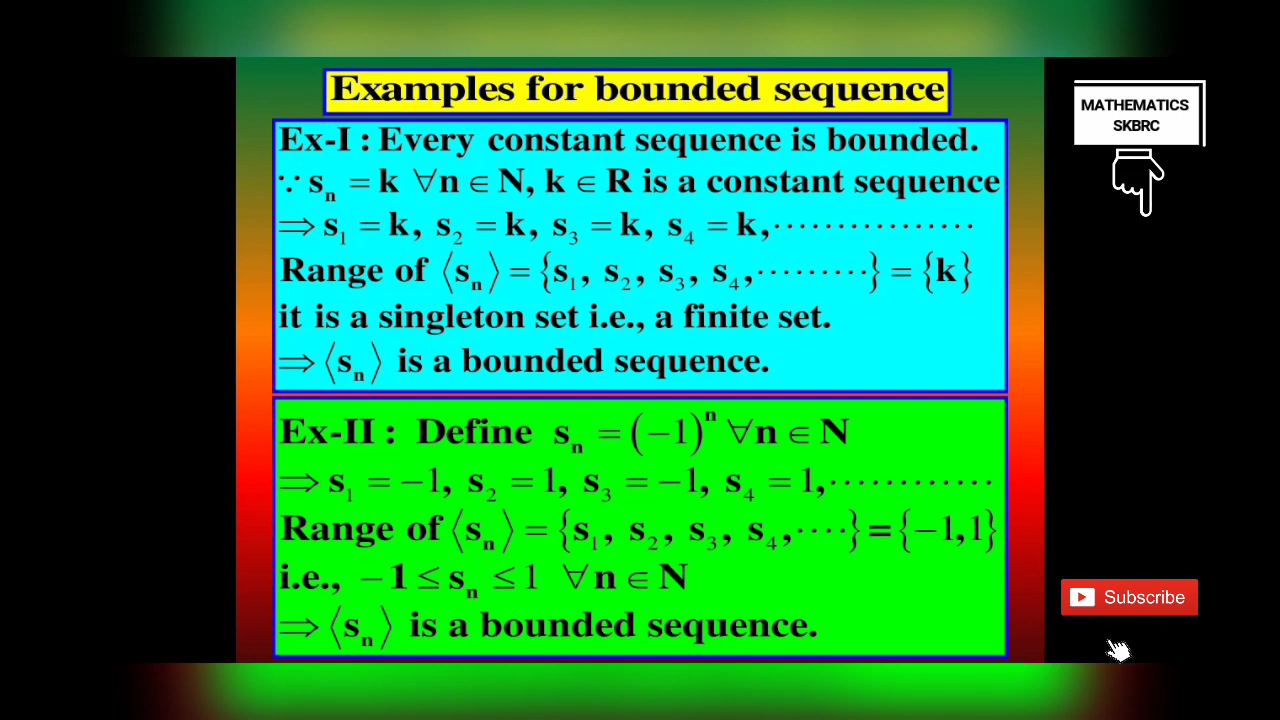 Examples for bounded sequence
MATHEMATICS
SKBRC
Ex-I : Every constant sequence is bounded.
∵ sₙ = k ∀n ∈ N, k ∈ R is a constant sequence
⇒ s₁ = k, s₂ = k, s₃ = k, s₄ = k,················
Range of ⟨sₙ⟩ = {s₁, s₂, s₃, s₄,·········} = {k}
it is a singleton set i.e., a finite set.
⇒ ⟨sₙ⟩ is a bounded sequence.
Ex-II : Define sₙ = (−1)ⁿ ∀n ∈ N
⇒ s₁ = −1, s₂ = 1, s₃ = −1, s₄ = 1,·············
Range of ⟨sₙ⟩ = {s₁, s₂, s₃, s₄,····} = {−1,1}
i.e., −1 ≤ sₙ ≤ 1 ∀n ∈ N
⇒ ⟨sₙ⟩ is a bounded sequence.
Subscribe